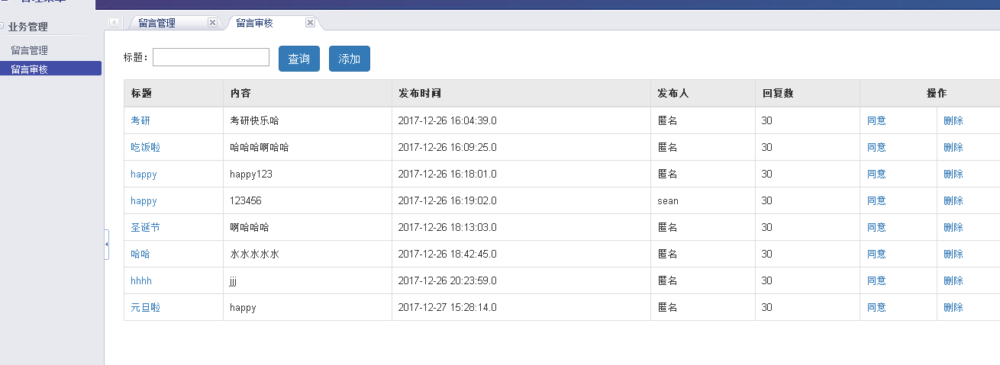 业务管理
留言管理
留言审核
留言管理 留言审核
标题： 查询 添加
标题 内容 发布时间 发布人 回复数 操作
考研 考研快乐哈 2017-12-26 16:04:39.0 匿名 30 同意 删除
吃饭啦 哈哈哈啊哈哈 2017-12-26 16:09:25.0 匿名 30 同意 删除
happy happy123 2017-12-26 16:18:01.0 匿名 30 同意 删除
happy 123456 2017-12-26 16:19:02.0 sean 30 同意 删除
圣诞节 啊哈哈哈 2017-12-26 18:13:03.0 匿名 30 同意 删除
哈哈 水水水水水 2017-12-26 18:42:45.0 匿名 30 同意 删除
hhhh jjj 2017-12-26 20:23:59.0 匿名 30 同意 删除
元旦啦 happy 2017-12-27 15:28:14.0 匿名 30 同意 删除